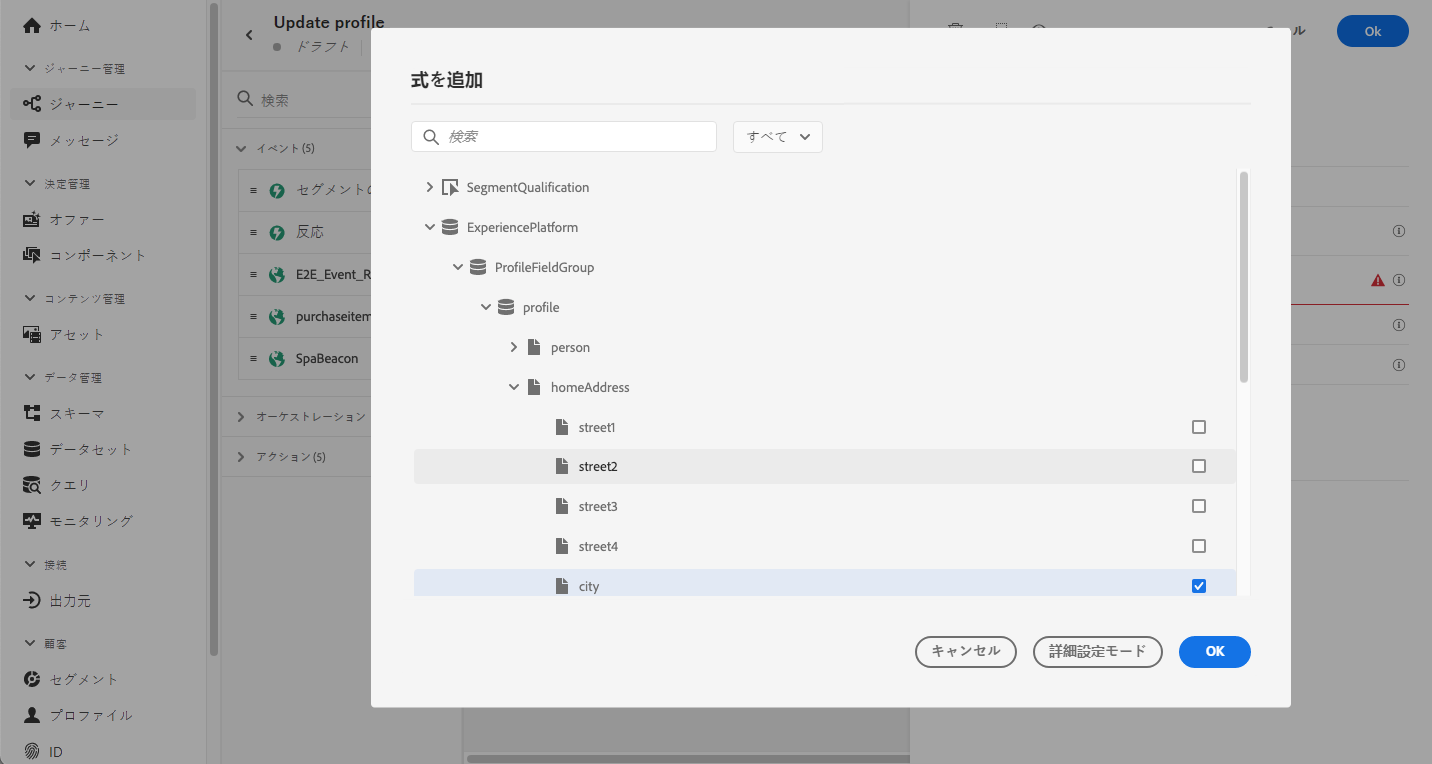 ホーム
ジャーニー管理
ジャーニー
メッセージ
決定管理
オファー
コンポーネント
コンテンツ管理
アセット
データ管理
スキーマ
データセット
クエリ
モニタリング
接続
出力元
顧客
セグメント
プロファイル
ID
Update profile
ドラフト
検索
イベント (5)
セグメントの
反応
E2E_Event_R
purchaseitem
SpaBeacon
オーケストレーション
アクション (5)
ル
Ok
式を追加
検索
すべて
SegmentQualification
ExperiencePlatform
ProfileFieldGroup
profile
person
homeAddress
street1
street2
street3
street4
city
キャンセル
詳細設定モード
OK